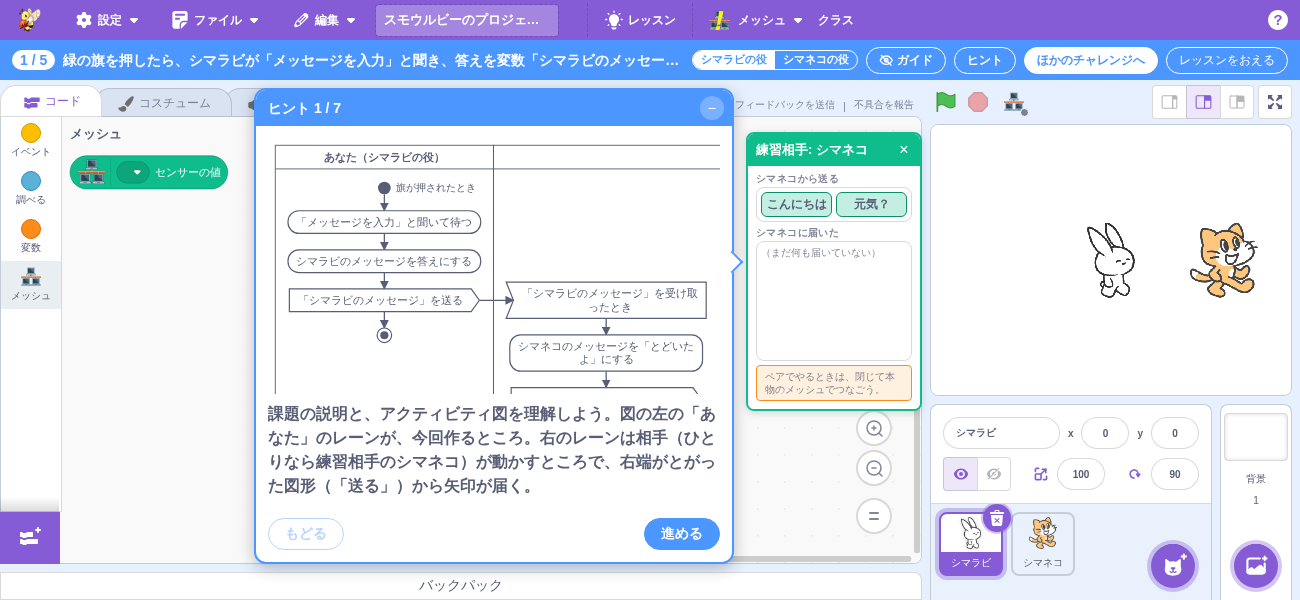 設定
ファイル
編集
スモウルビーのプロジェ…
レッスン
メッシュ
クラス
?
1 / 5
緑の旗を押したら、シマラビが「メッセージを入力」と聞き、答えを変数「シマラビのメッセー…
シマラビの役
シマネコの役
ガイド
ヒント
ほかのチャレンジへ
レッスンをおえる
コード
コスチューム
フィードバックを送信 | 不具合を報告
イベント
調べる
変数
メッシュ
メッシュ
センサーの値
ヒント 1 / 7
あなた（シマラビの役）
旗が押されたとき
「メッセージを入力」と聞いて待つ
シマラビのメッセージを答えにする
「シマラビのメッセージ」を送る
「シマラビのメッセージ」を受け取
ったとき
シマネコのメッセージを「とどいた
よ」にする
課題の説明と、アクティビティ図を理解しよう。図の左の「あ
なた」のレーンが、今回作るところ。右のレーンは相手（ひと
りなら練習相手のシマネコ）が動かすところで、右端がとがっ
た図形（「送る」）から矢印が届く。
もどる
進める
練習相手: シマネコ
×
シマネコから送る
こんにちは
元気？
シマネコに届いた
（まだ何も届いていない）
ペアでやるときは、閉じて本
物のメッシュでつなごう。
シマラビ
x
0
y
0
100
90
シマラビ
シマネコ
背景
1
バックパック